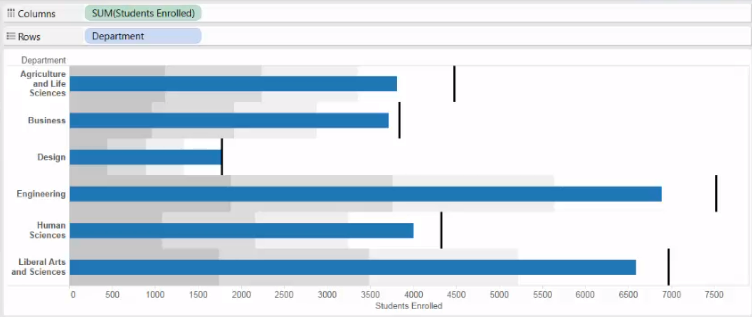 Columns SUM(Students Enrolled)
Rows Department
Department
Agriculture
and Life
Sciences
Business
Design
Engineering
Human
Sciences
Liberal Arts
and Sciences
0 500 1000 1500 2000 2500 3000 3500 4000 4500 5000 5500 6000 6500 7000 7500
Students Enrolled